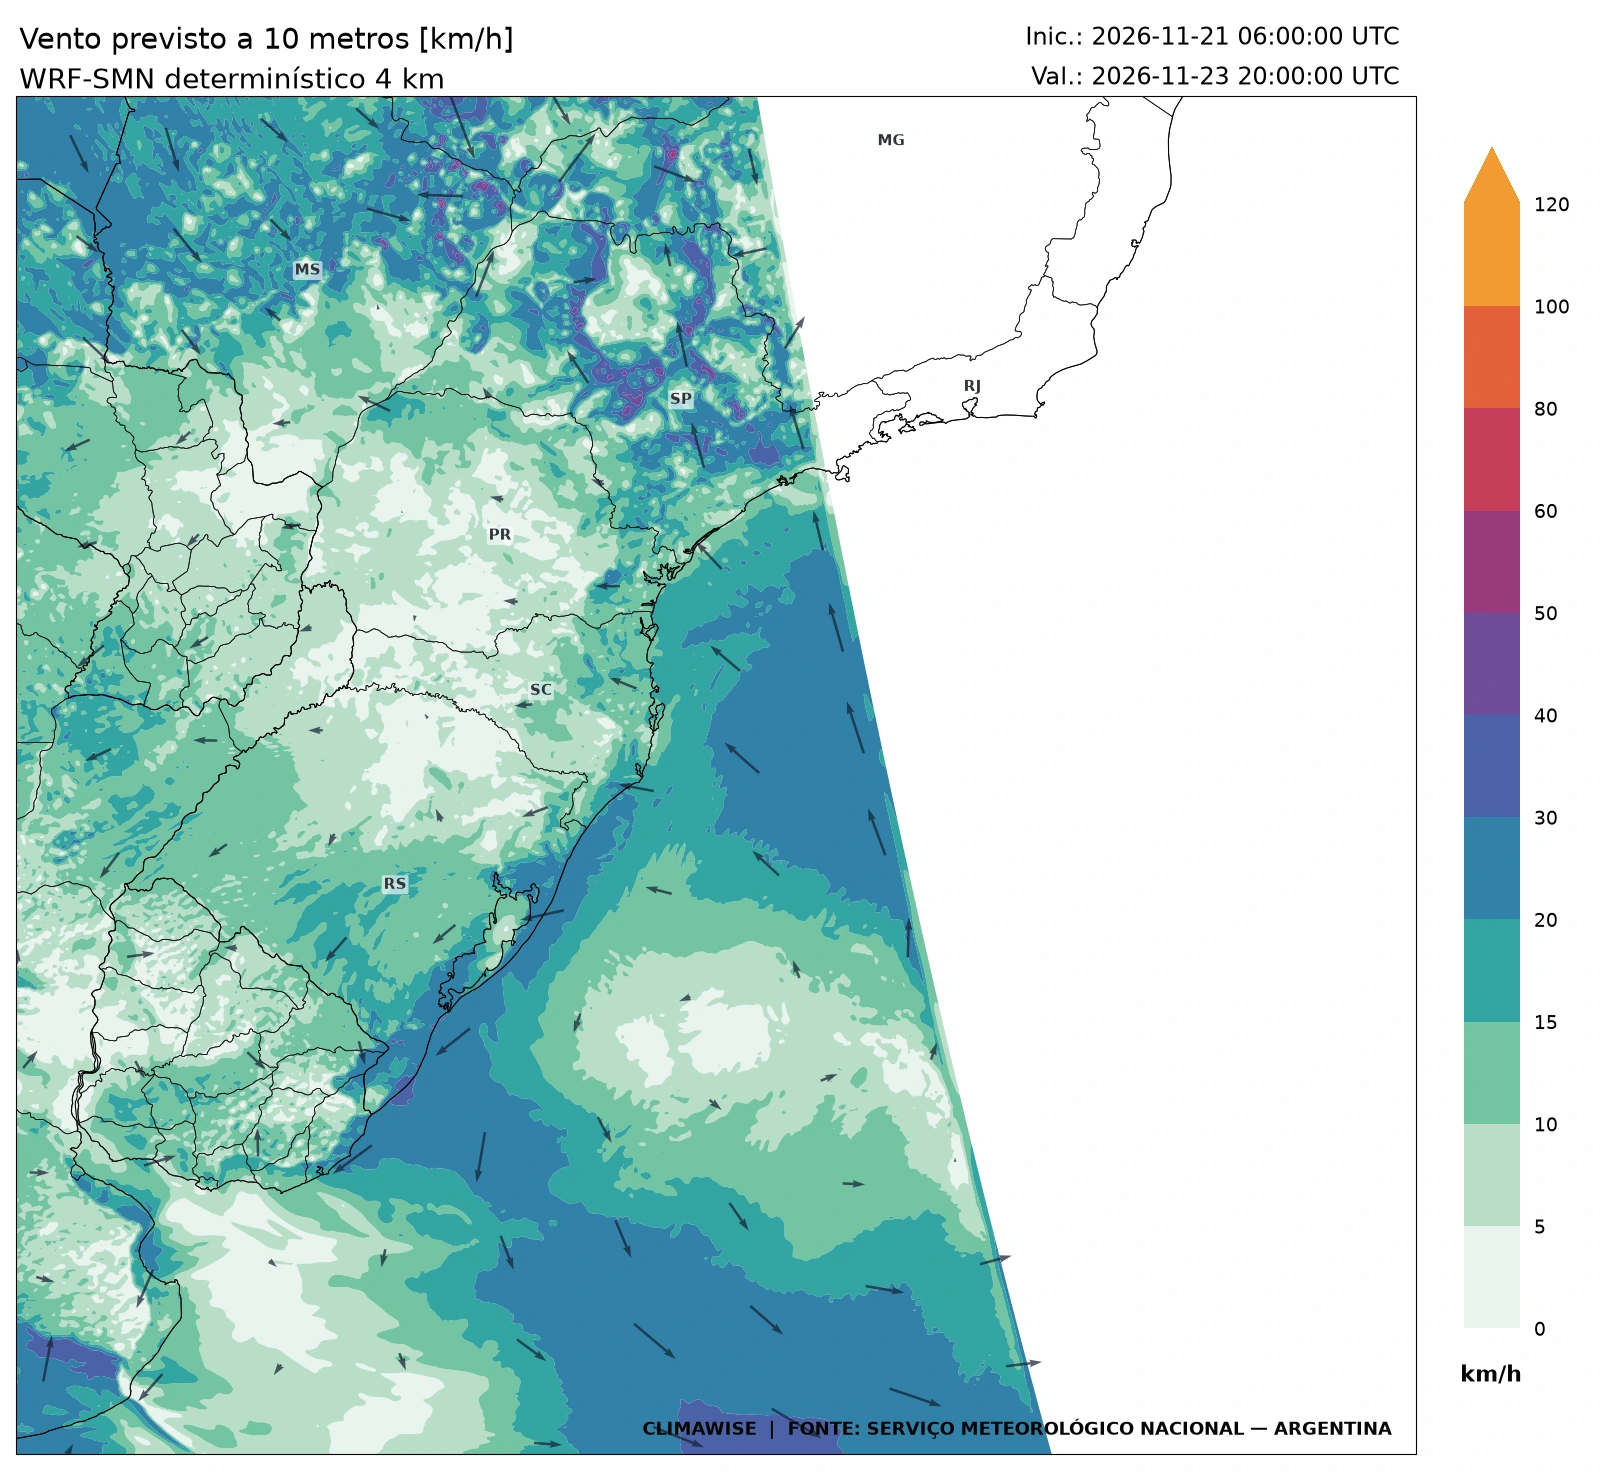 Vento previsto a 10 metros [km/h]
WRF-SMN determinístico 4 km
Inic.: 2026-11-21 06:00:00 UTC
Val.: 2026-11-23 20:00:00 UTC
MG
MS
RJ
SP
PR
SC
RS
120
100
80
60
50
40
30
20
15
10
5
0
km/h
CLIMAWISE | FONTE: SERVIÇO METEOROLÓGICO NACIONAL — ARGENTINA